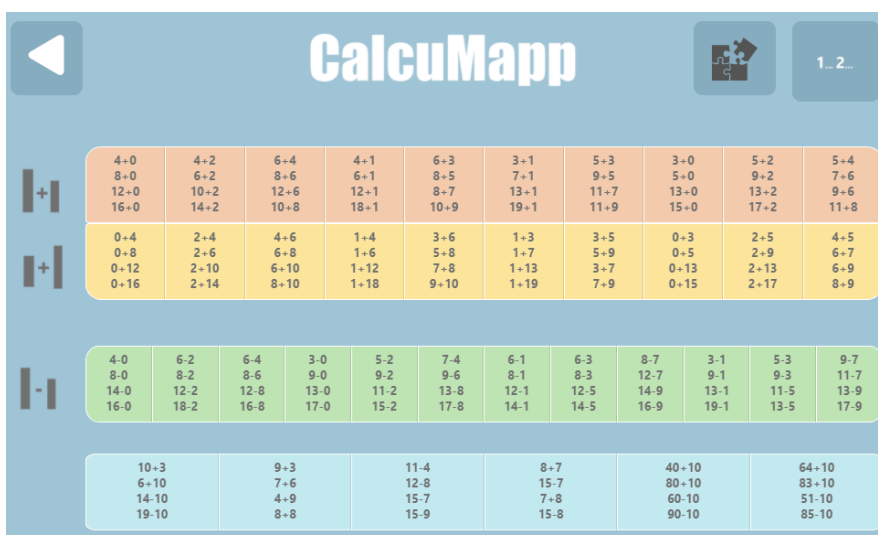 CalcuMapp
1... 2...
4+0 4+2 6+4 4+1 6+3 3+1 5+3 3+0 5+2 5+4
8+0 6+2 8+6 6+1 8+5 7+1 9+5 5+0 9+2 7+6
12+0 10+2 12+6 12+1 8+7 13+1 11+7 13+0 13+2 9+6
16+0 14+2 10+8 18+1 10+9 19+1 11+9 15+0 17+2 11+8
+
0+4 2+4 4+6 1+4 3+6 1+3 3+5 0+3 2+5 4+5
0+8 2+6 6+8 1+6 5+8 1+7 5+9 0+5 2+9 6+7
0+12 2+10 6+10 1+12 7+8 1+13 3+7 0+13 2+13 6+9
0+16 2+14 8+10 1+18 9+10 1+19 7+9 0+15 2+17 8+9
+
4-0 6-2 6-4 3-0 5-2 7-4 6-1 6-3 8-7 3-1 5-3 9-7
8-0 8-2 8-6 9-0 9-2 9-6 8-1 8-3 12-7 9-1 9-3 11-7
14-0 12-2 12-8 13-0 11-2 13-8 12-1 12-5 14-9 13-1 11-5 13-9
16-0 18-2 16-8 17-0 15-2 17-8 14-1 14-5 16-9 19-1 13-5 17-9
-
10+3 9+3 11-4 8+7 40+10 64+10
6+10 7+6 12-8 15-7 80+10 83+10
14-10 4+9 15-7 7+8 60-10 51-10
19-10 8+8 15-9 15-8 90-10 85-10